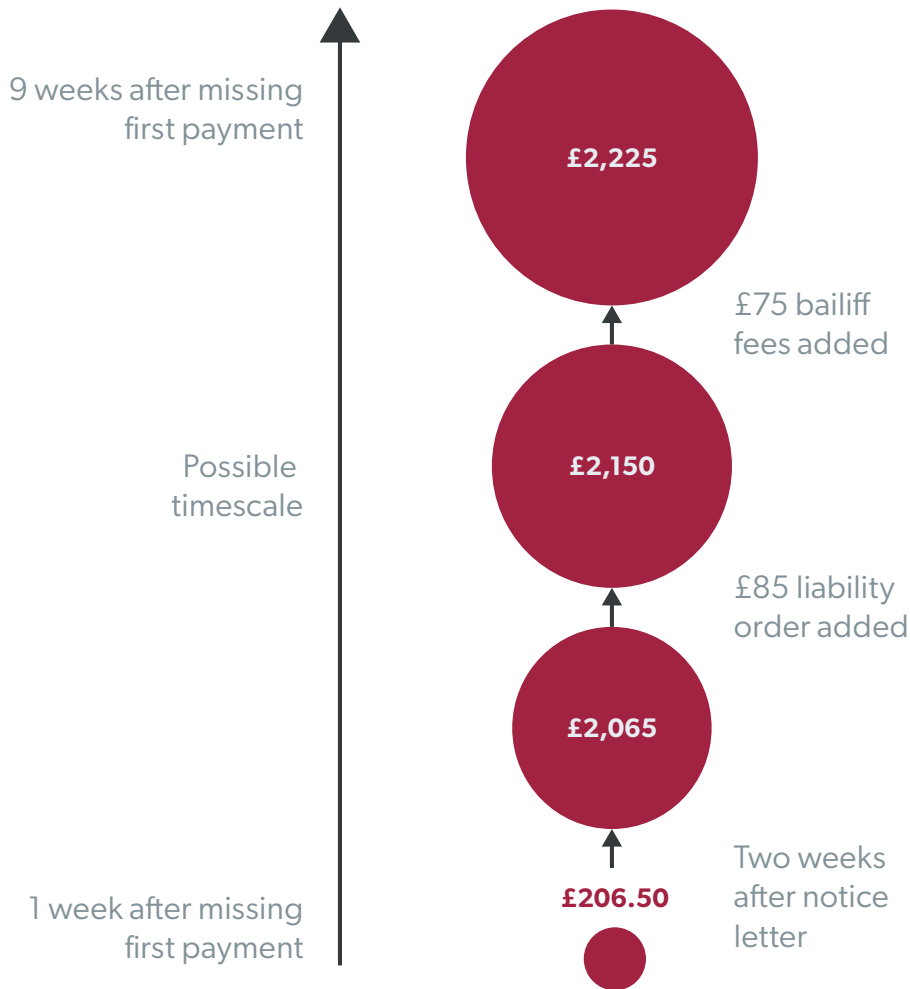 9 weeks after missing
first payment
£2,225
£75 bailiff
fees added
Possible
timescale
£2,150
£85 liability
order added
£2,065
Two weeks
after notice
letter
£206.50
1 week after missing
first payment